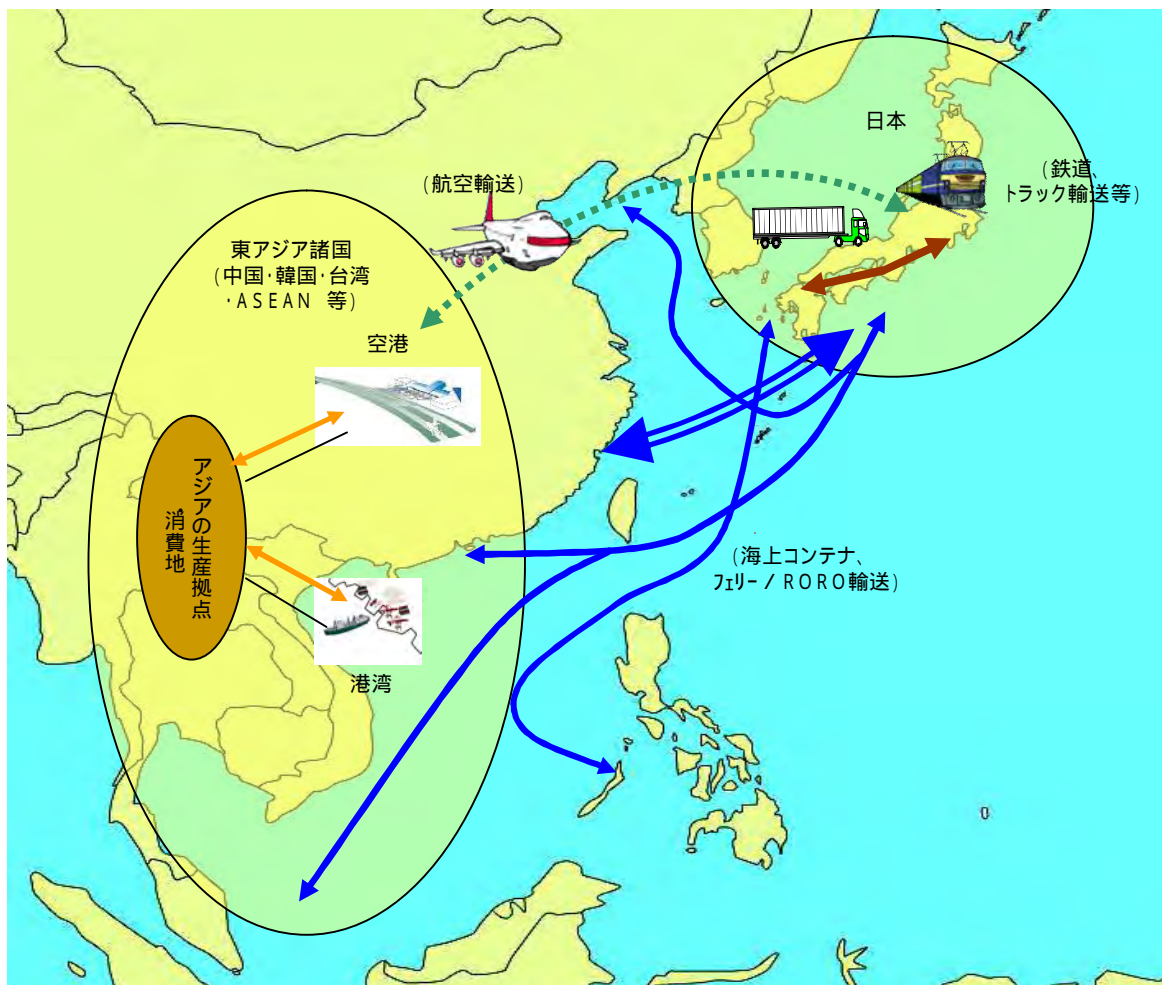 日本
(鉄道、
トラック輸送等)
(航空輸送)
東アジア諸国
(中国・韓国・台湾
・ASEAN 等)
空港
アジアの生産拠点
消費地
(海上コンテナ、
フェリー/RORO輸送)
港湾